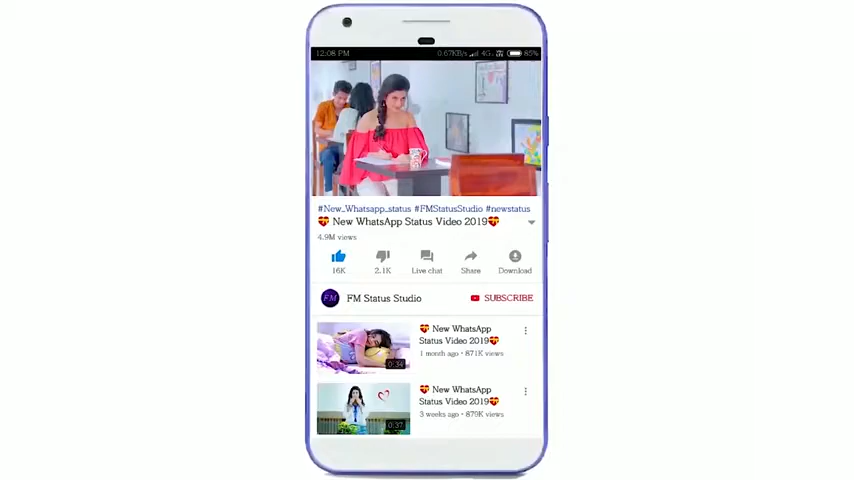 12:08 PM 0.67KB/s 4G 85%
#New_Whatsapp_status #FMStatusStudio #newstatus
💝 New WhatsApp Status Video 2019💝
4.9M views
16K 2.1K Live chat Share Download
FM FM Status Studio SUBSCRIBE
💝 New WhatsApp
Status Video 2019💝
1 month ago • 871K views
0:34
💝 New WhatsApp
Status Video 2019💝
3 weeks ago • 879K views
0:37